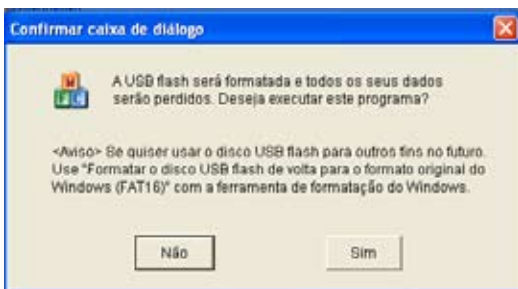 Confirmar caixa de diálogo
A USB flash será formatada e todos os seus dados
serão perdidos. Deseja executar este programa?
<Aviso> Se quiser usar o disco USB flash para outros fins no futuro.
Use "Formatar o disco USB flash de volta para o formato original do
Windows (FAT16)" com a ferramenta de formatação do Windows.
Não
Sim